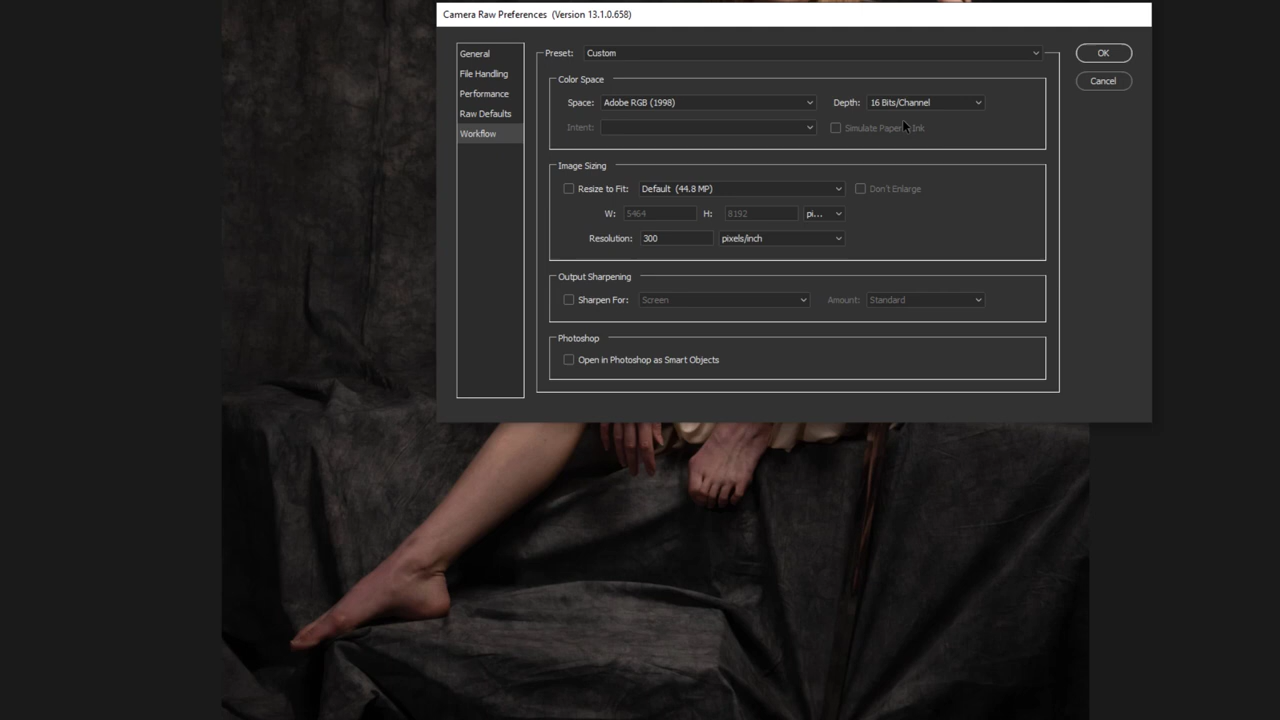 Camera Raw Preferences (Version 13.1.0.658)
General
File Handling
Performance
Raw Defaults
Workflow
Preset: Custom
OK
Cancel
Color Space
Space: Adobe RGB (1998) Depth: 16 Bits/Channel
Intent: Simulate Paper Ink
Image Sizing
Resize to Fit: Default (44.8 MP) Don't Enlarge
W: 5464 H: 8192 pi...
Resolution: 300 pixels/inch
Output Sharpening
Sharpen For: Screen Amount: Standard
Photoshop
Open in Photoshop as Smart Objects